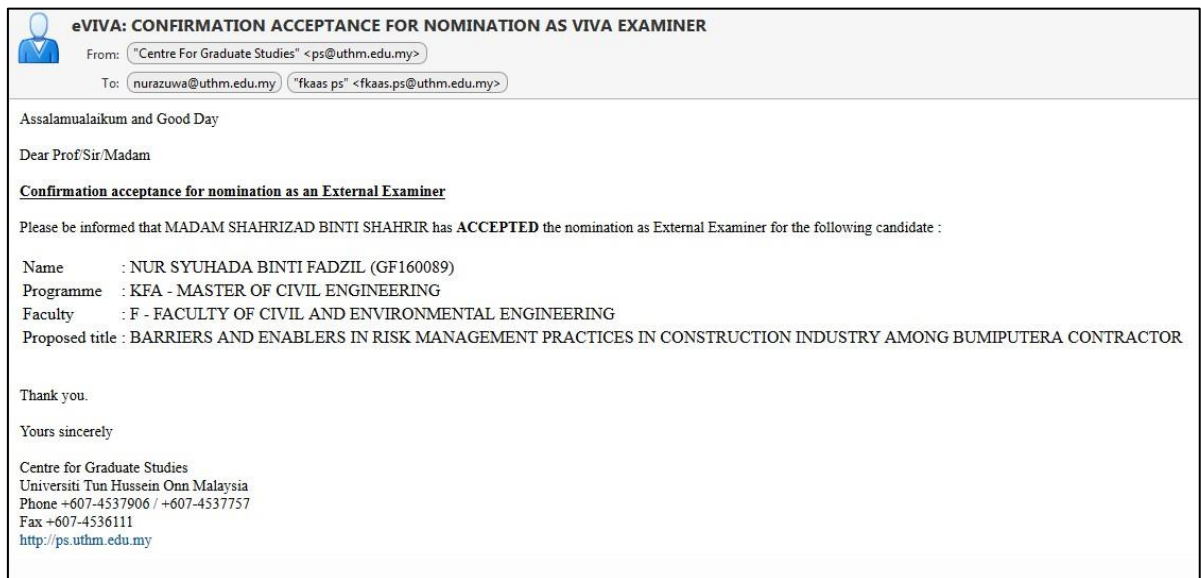 eVIVA: CONFIRMATION ACCEPTANCE FOR NOMINATION AS VIVA EXAMINER
From: "Centre For Graduate Studies" <ps@uthm.edu.my>
To: nurazuwa@uthm.edu.my "fkaas ps" <fkaas.ps@uthm.edu.my>
Assalamualaikum and Good Day
Dear Prof/Sir/Madam
Confirmation acceptance for nomination as an External Examiner
Please be informed that MADAM SHAHRIZAD BINTI SHAHRIR has ACCEPTED the nomination as External Examiner for the following candidate :
Name : NUR SYUHADA BINTI FADZIL (GF160089)
Programme : KFA - MASTER OF CIVIL ENGINEERING
Faculty : F - FACULTY OF CIVIL AND ENVIRONMENTAL ENGINEERING
Proposed title : BARRIERS AND ENABLERS IN RISK MANAGEMENT PRACTICES IN CONSTRUCTION INDUSTRY AMONG BUMIPUTERA CONTRACTOR
Thank you.
Yours sincerely
Centre for Graduate Studies
Universiti Tun Hussein Onn Malaysia
Phone +607-4537906 / +607-4537757
Fax +607-4536111
http://ps.uthm.edu.my